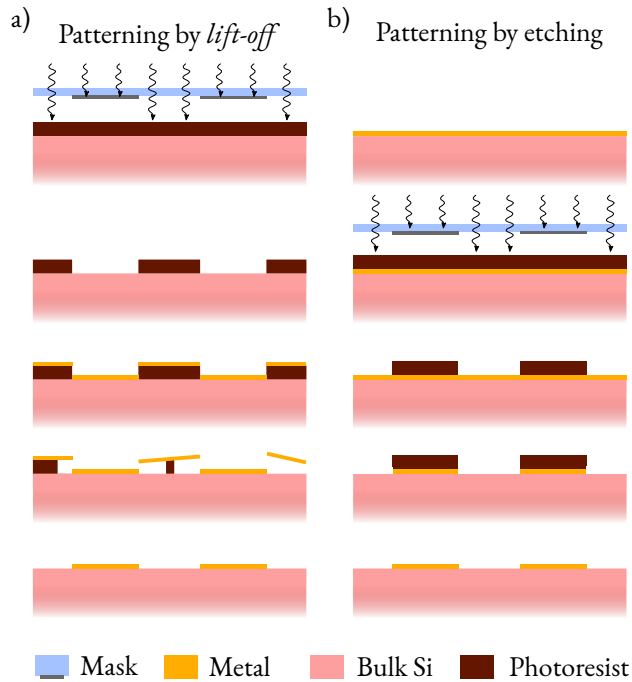 a)
Patterning by lift-off
b)
Patterning by etching
Mask
Metal
Bulk Si
Photoresist